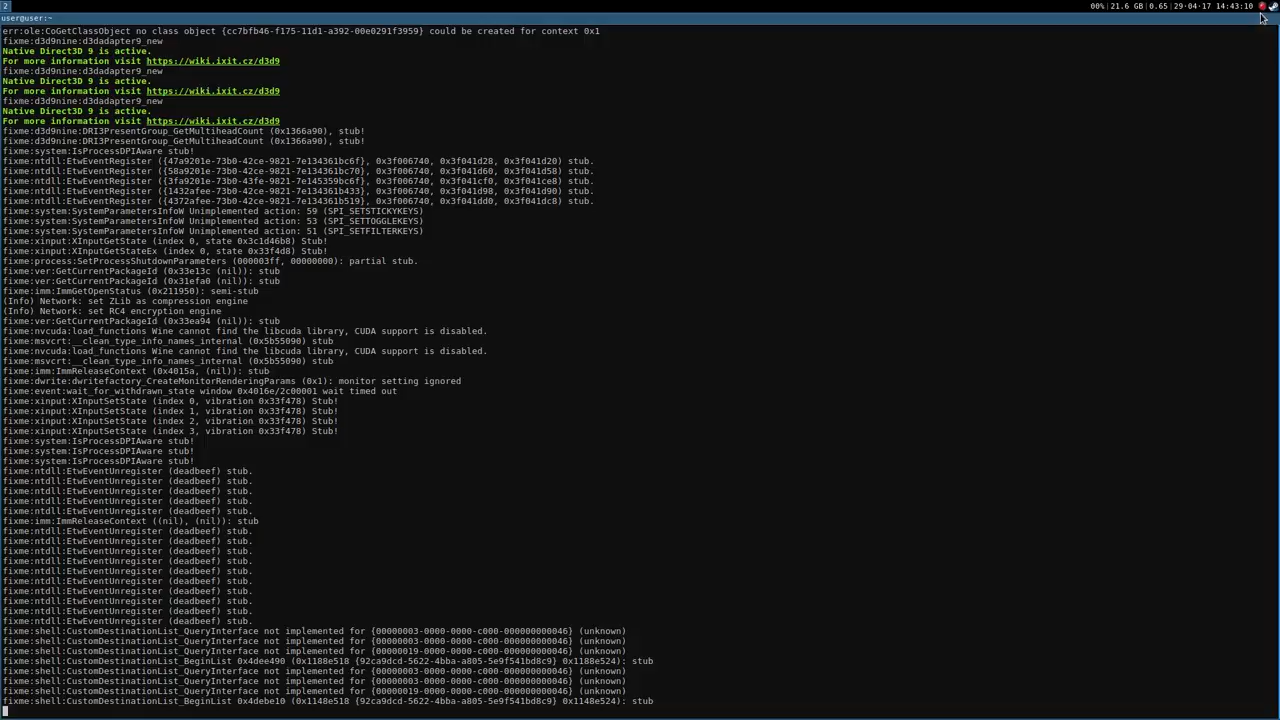 2
00%|21.6 GB|0.65|29-04-17 14:43:10
user@user:~
err:ole:CoGetClassObject no class object {cc7bfb46-f175-11d1-a392-00e0291f3959} could be created for context 0x1
fixme:d3d9nine:d3dadapter9_new
Native Direct3D 9 is active.
For more information visit https://wiki.ixit.cz/d3d9
fixme:d3d9nine:d3dadapter9_new
Native Direct3D 9 is active.
For more information visit https://wiki.ixit.cz/d3d9
fixme:d3d9nine:d3dadapter9_new
Native Direct3D 9 is active.
For more information visit https://wiki.ixit.cz/d3d9
fixme:d3d9nine:DRI3PresentGroup_GetMultiheadCount (0x1366a90), stub!
fixme:d3d9nine:DRI3PresentGroup_GetMultiheadCount (0x1366a90), stub!
fixme:system:IsProcessDPIAware stub!
fixme:ntdll:EtwEventRegister ({47a9201e-73b0-42ce-9821-7e134361bc6f}, 0x3f006740, 0x3f041d28, 0x3f041d20) stub.
fixme:ntdll:EtwEventRegister ({58a9201e-73b0-42ce-9821-7e134361bc70}, 0x3f006740, 0x3f041d60, 0x3f041d58) stub.
fixme:ntdll:EtwEventRegister ({3fa9201e-73b0-43fe-9821-7e145359bc6f}, 0x3f006740, 0x3f041cf0, 0x3f041ce8) stub.
fixme:ntdll:EtwEventRegister ({1432afee-73b0-42ce-9821-7e134361b433}, 0x3f006740, 0x3f041d98, 0x3f041d90) stub.
fixme:ntdll:EtwEventRegister ({4372afee-73b0-42ce-9821-7e134361b519}, 0x3f006740, 0x3f041dd0, 0x3f041dc8) stub.
fixme:system:SystemParametersInfoW Unimplemented action: 59 (SPI_SETSTICKYKEYS)
fixme:system:SystemParametersInfoW Unimplemented action: 53 (SPI_SETTOGGLEKEYS)
fixme:system:SystemParametersInfoW Unimplemented action: 51 (SPI_SETFILTERKEYS)
fixme:xinput:XInputGetState (index 0, state 0x3c1d46b8) Stub!
fixme:xinput:XInputGetStateEx (index 0, state 0x33f4d8) Stub!
fixme:process:SetProcessShutdownParameters (000003ff, 00000000): partial stub.
fixme:ver:GetCurrentPackageId (0x33e13c (nil)): stub
fixme:ver:GetCurrentPackageId (0x31efa0 (nil)): stub
fixme:imm:ImmGetOpenStatus (0x211950): semi-stub
(Info) Network: set ZLib as compression engine
(Info) Network: set RC4 encryption engine
fixme:ver:GetCurrentPackageId (0x33ea94 (nil)): stub
fixme:nvcuda:load_functions Wine cannot find the libcuda library, CUDA support is disabled.
fixme:msvcrt:__clean_type_info_names_internal (0x5b55090) stub
fixme:nvcuda:load_functions Wine cannot find the libcuda library, CUDA support is disabled.
fixme:msvcrt:__clean_type_info_names_internal (0x5b55090) stub
fixme:imm:ImmReleaseContext (0x4015a, (nil)): stub
fixme:dwrite:dwritefactory_CreateMonitorRenderingParams (0x1): monitor setting ignored
fixme:event:wait_for_withdrawn_state window 0x4016e/2c00001 wait timed out
fixme:xinput:XInputSetState (index 0, vibration 0x33f478) Stub!
fixme:xinput:XInputSetState (index 1, vibration 0x33f478) Stub!
fixme:xinput:XInputSetState (index 2, vibration 0x33f478) Stub!
fixme:xinput:XInputSetState (index 3, vibration 0x33f478) Stub!
fixme:system:IsProcessDPIAware stub!
fixme:system:IsProcessDPIAware stub!
fixme:system:IsProcessDPIAware stub!
fixme:ntdll:EtwEventUnregister (deadbeef) stub.
fixme:ntdll:EtwEventUnregister (deadbeef) stub.
fixme:ntdll:EtwEventUnregister (deadbeef) stub.
fixme:ntdll:EtwEventUnregister (deadbeef) stub.
fixme:ntdll:EtwEventUnregister (deadbeef) stub.
fixme:imm:ImmReleaseContext ((nil), (nil)): stub
fixme:ntdll:EtwEventUnregister (deadbeef) stub.
fixme:ntdll:EtwEventUnregister (deadbeef) stub.
fixme:ntdll:EtwEventUnregister (deadbeef) stub.
fixme:ntdll:EtwEventUnregister (deadbeef) stub.
fixme:ntdll:EtwEventUnregister (deadbeef) stub.
fixme:ntdll:EtwEventUnregister (deadbeef) stub.
fixme:ntdll:EtwEventUnregister (deadbeef) stub.
fixme:ntdll:EtwEventUnregister (deadbeef) stub.
fixme:ntdll:EtwEventUnregister (deadbeef) stub.
fixme:ntdll:EtwEventUnregister (deadbeef) stub.
fixme:shell:CustomDestinationList_QueryInterface not implemented for {00000003-0000-0000-c000-000000000046} (unknown)
fixme:shell:CustomDestinationList_QueryInterface not implemented for {00000003-0000-0000-c000-000000000046} (unknown)
fixme:shell:CustomDestinationList_QueryInterface not implemented for {00000019-0000-0000-c000-000000000046} (unknown)
fixme:shell:CustomDestinationList_BeginList 0x4dee490 (0x1188e518 {92ca9dcd-5622-4bba-a805-5e9f541bd8c9} 0x1188e524): stub
fixme:shell:CustomDestinationList_QueryInterface not implemented for {00000003-0000-0000-c000-000000000046} (unknown)
fixme:shell:CustomDestinationList_QueryInterface not implemented for {00000003-0000-0000-c000-000000000046} (unknown)
fixme:shell:CustomDestinationList_QueryInterface not implemented for {00000019-0000-0000-c000-000000000046} (unknown)
fixme:shell:CustomDestinationList_BeginList 0x4debe10 (0x1148e518 {92ca9dcd-5622-4bba-a805-5e9f541bd8c9} 0x1148e524): stub